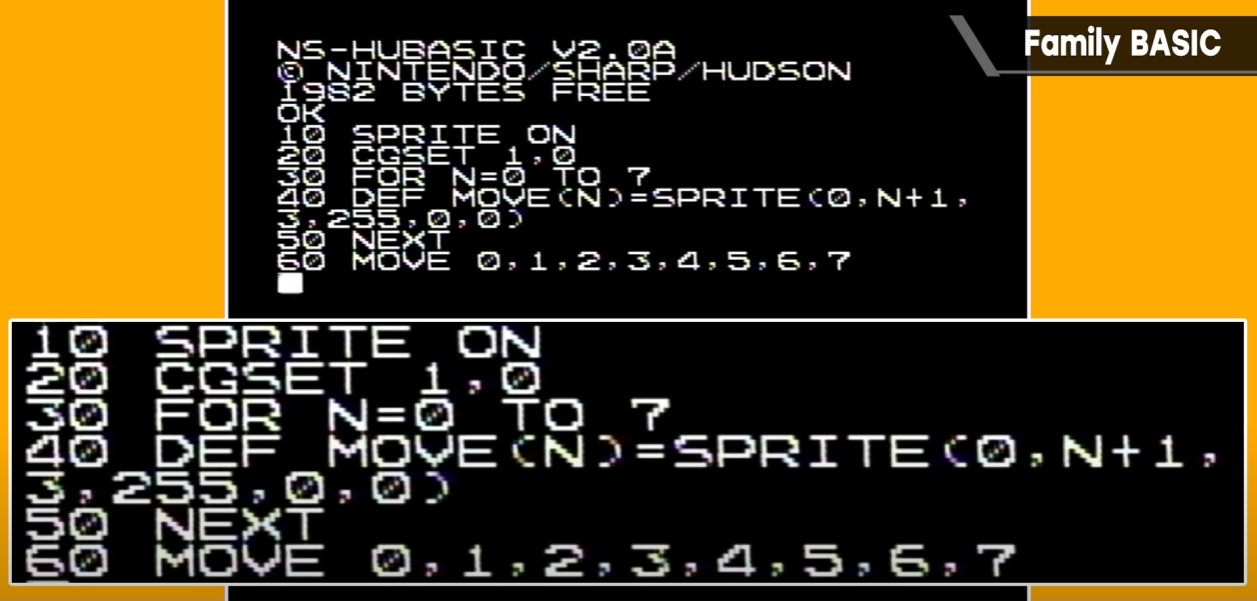 Family BASIC
NS-HUBASIC V2.0A
© NINTENDO/SHARP/HUDSON
1982 BYTES FREE
OK
10 SPRITE ON
20 CGSET 1,0
30 FOR N=0 TO 7
40 DEF MOVE(N)=SPRITE(0,N+1,
3,255,0,0)
50 NEXT
60 MOVE 0,1,2,3,4,5,6,7
10 SPRITE ON
20 CGSET 1,0
30 FOR N=0 TO 7
40 DEF MOVE(N)=SPRITE(0,N+1,
3,255,0,0)
50 NEXT
60 MOVE 0,1,2,3,4,5,6,7